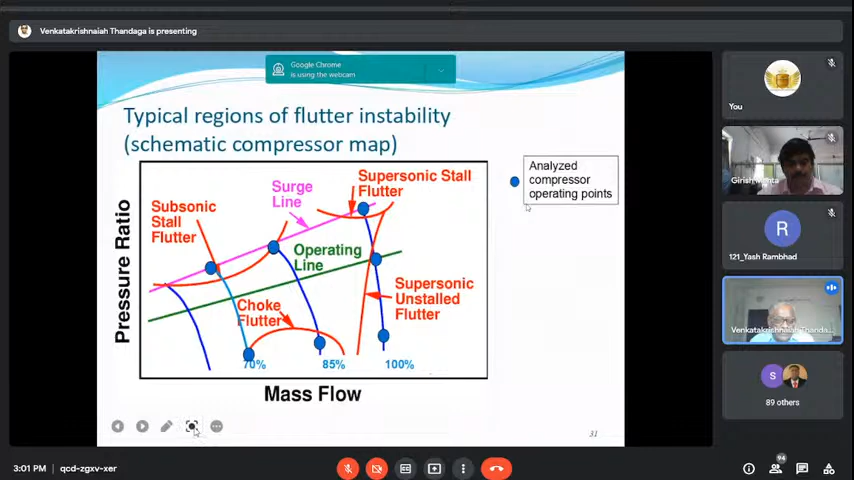 Venkatakrishnaiah Thandaga is presenting
Google Chrome
is using the webcam
Typical regions of flutter instability
(schematic compressor map)
Pressure Ratio
Subsonic
Stall
Flutter
Surge
Line
Supersonic Stall
Flutter
Operating
Line
Choke
Flutter
Supersonic
Unstalled
Flutter
70%
85%
100%
Mass Flow
Analyzed
compressor
operating points
31
You
Girish Mehta
R
121_Yash Rambhad
Venkatakrishnaiah Thanda...
S
89 others
3:01 PM
qcd-zgxv-xer
94